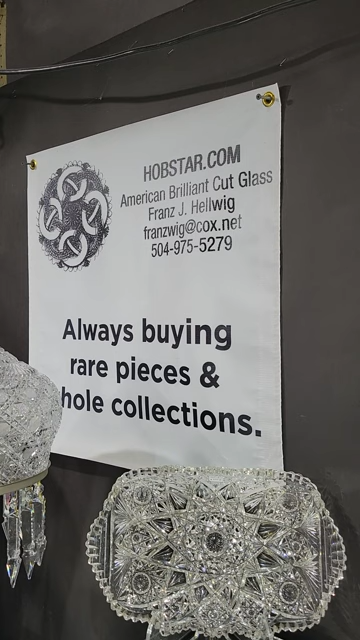 HOBSTAR.COM
American Brilliant Cut Glass
Franz J. Hellwig
franzwig@cox.net
504-975-5279
Always buying
rare pieces &
hole collections.